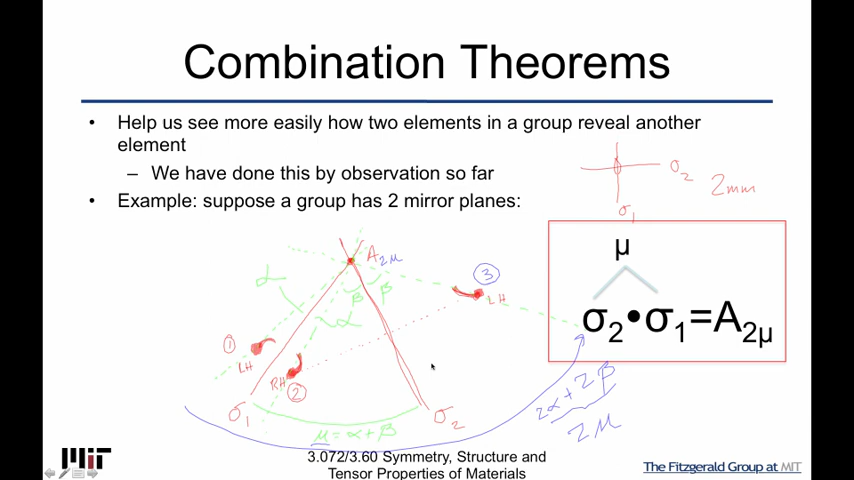 Combination Theorems
• Help us see more easily how two elements in a group reveal another
element
– We have done this by observation so far
• Example: suppose a group has 2 mirror planes:
σ2
2mm
σ1
μ
σ2•σ1=A2μ
A2μ
α
β β
α
3
LH
1
LH
RH
2
σ1
σ2
μ = α+β
2α + 2β
2μ
MIT
3.072/3.60 Symmetry, Structure and
Tensor Properties of Materials
The Fitzgerald Group at MIT